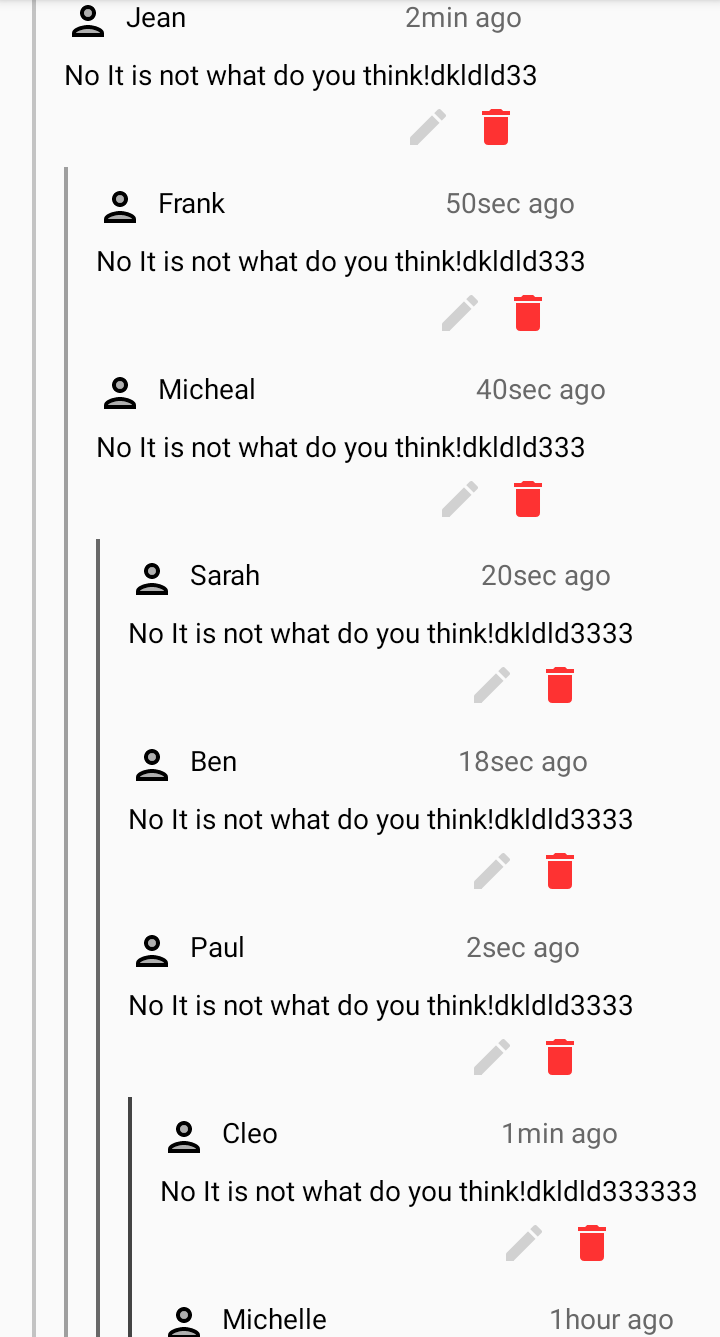 Jean 2min ago
No It is not what do you think!dkldld33
Frank 50sec ago
No It is not what do you think!dkldld333
Micheal 40sec ago
No It is not what do you think!dkldld333
Sarah 20sec ago
No It is not what do you think!dkldld3333
Ben 18sec ago
No It is not what do you think!dkldld3333
Paul 2sec ago
No It is not what do you think!dkldld3333
Cleo 1min ago
No It is not what do you think!dkldld333333
Michelle 1hour ago